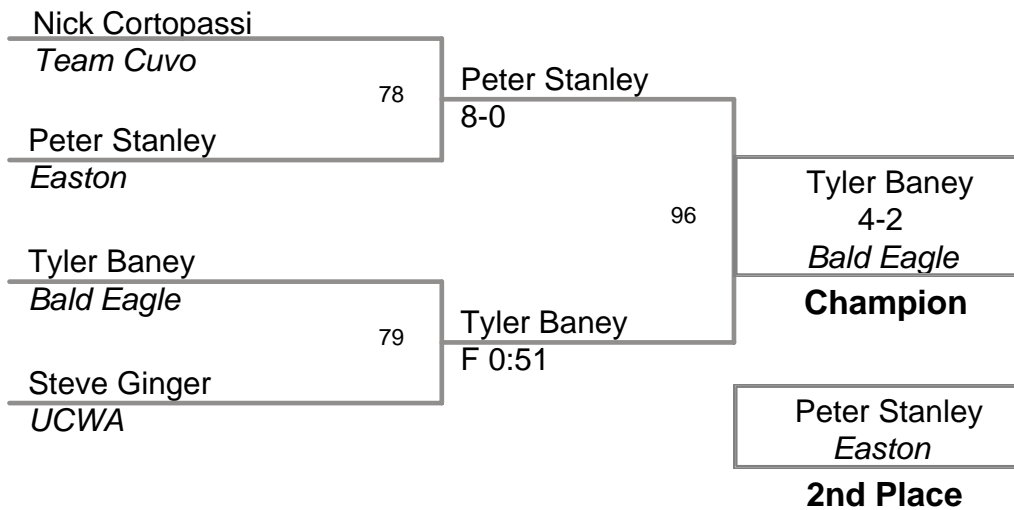 Nick Cortopassi
Team Cuvo
78
Peter Stanley
8-0
Peter Stanley
Easton
96
Tyler Baney
4-2
Bald Eagle
Champion
Tyler Baney
Bald Eagle
79
Tyler Baney
F 0:51
Steve Ginger
UCWA
Peter Stanley
Easton
2nd Place